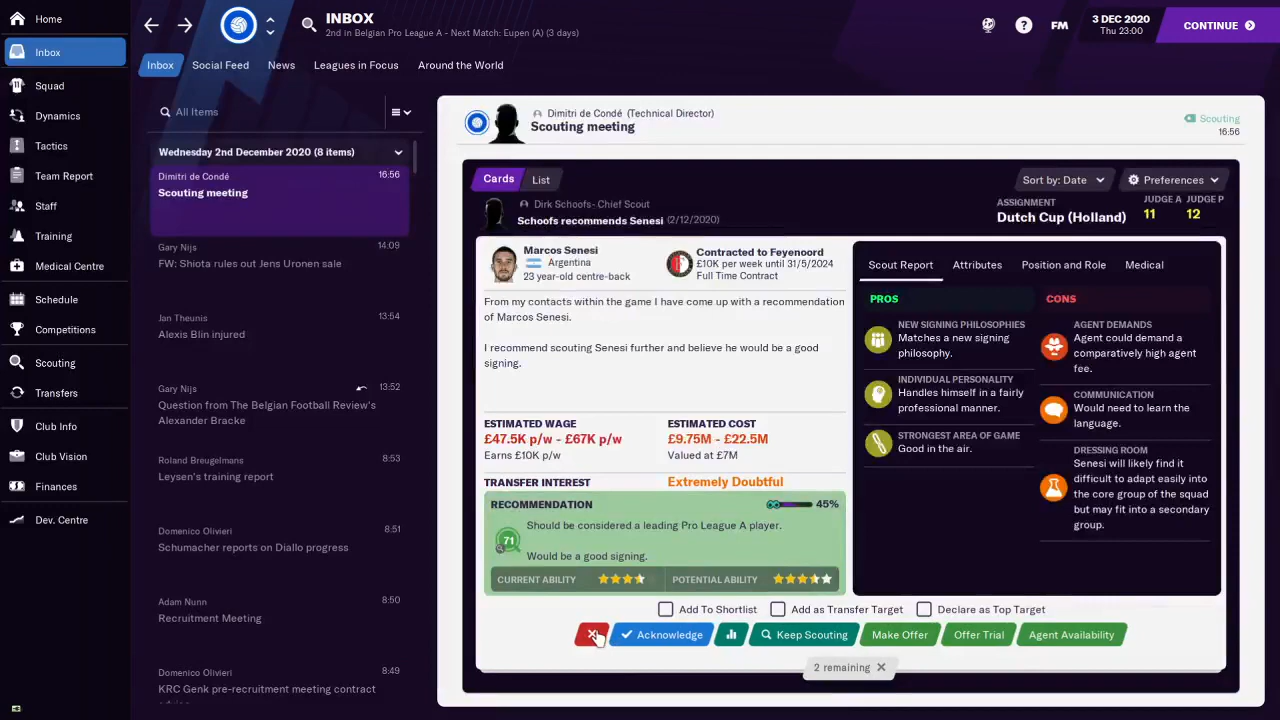 Home
Inbox
Squad
Dynamics
Tactics
Team Report
Staff
Training
Medical Centre
Schedule
Competitions
Scouting
Transfers
Club Info
Club Vision
Finances
Dev. Centre
INBOX
2nd in Belgian Pro League A - Next Match: Eupen (A) (3 days)
FM
3 DEC 2020
Thu 23:00
CONTINUE
Inbox
Social Feed
News
Leagues in Focus
Around the World
All Items
Wednesday 2nd December 2020 (8 items)
Dimitri de Condé 16:56
Scouting meeting
Gary Nijs 14:09
FW: Shiota rules out Jens Uronen sale
Jan Theunis 13:54
Alexis Blin injured
Gary Nijs 13:52
Question from The Belgian Football Review's
Alexander Bracke
Roland Breugelmans 8:53
Leysen's training report
Domenico Olivieri 8:51
Schumacher reports on Diallo progress
Adam Nunn 8:50
Recruitment Meeting
Domenico Olivieri 8:49
KRC Genk pre-recruitment meeting contract
Dimitri de Condé (Technical Director)
Scouting meeting
Scouting
16:56
Cards
List
Sort by: Date
Preferences
Dirk Schoofs - Chief Scout
Schoofs recommends Senesi (2/12/2020)
ASSIGNMENT
Dutch Cup (Holland)
JUDGE A JUDGE P
11 12
Marcos Senesi
Argentina
23 year-old centre-back
Contracted to Feyenoord
£10K per week until 31/5/2024
Full Time Contract
From my contacts within the game I have come up with a recommendation
of Marcos Senesi.
I recommend scouting Senesi further and believe he would be a good
signing.
ESTIMATED WAGE
£47.5K p/w - £67K p/w
Earns £10K p/w
ESTIMATED COST
£9.75M - £22.5M
Valued at £7M
TRANSFER INTEREST
Extremely Doubtful
RECOMMENDATION
45%
71
Should be considered a leading Pro League A player.
Would be a good signing.
CURRENT ABILITY
POTENTIAL ABILITY
Scout Report
Attributes
Position and Role
Medical
PROS
NEW SIGNING PHILOSOPHIES
Matches a new signing
philosophy.
INDIVIDUAL PERSONALITY
Handles himself in a fairly
professional manner.
STRONGEST AREA OF GAME
Good in the air.
CONS
AGENT DEMANDS
Agent could demand a
comparatively high agent
fee.
COMMUNICATION
Would need to learn the
language.
DRESSING ROOM
Senesi will likely find it
difficult to adapt easily into
the core group of the squad
but may fit into a secondary
group.
Add To Shortlist
Add as Transfer Target
Declare as Top Target
Acknowledge
Keep Scouting
Make Offer
Offer Trial
Agent Availability
2 remaining